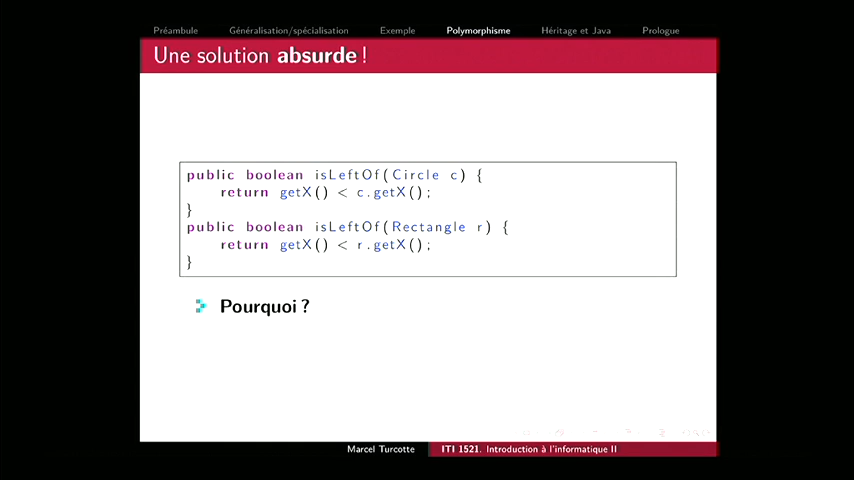 Préambule Généralisation/spécialisation Exemple Polymorphisme Héritage et Java Prologue
Une solution absurde !
public boolean isLeftOf(Circle c) {
return getX() < c.getX();
}
public boolean isLeftOf(Rectangle r) {
return getX() < r.getX();
}
Pourquoi ?
Marcel Turcotte ITI 1521. Introduction à l'informatique II